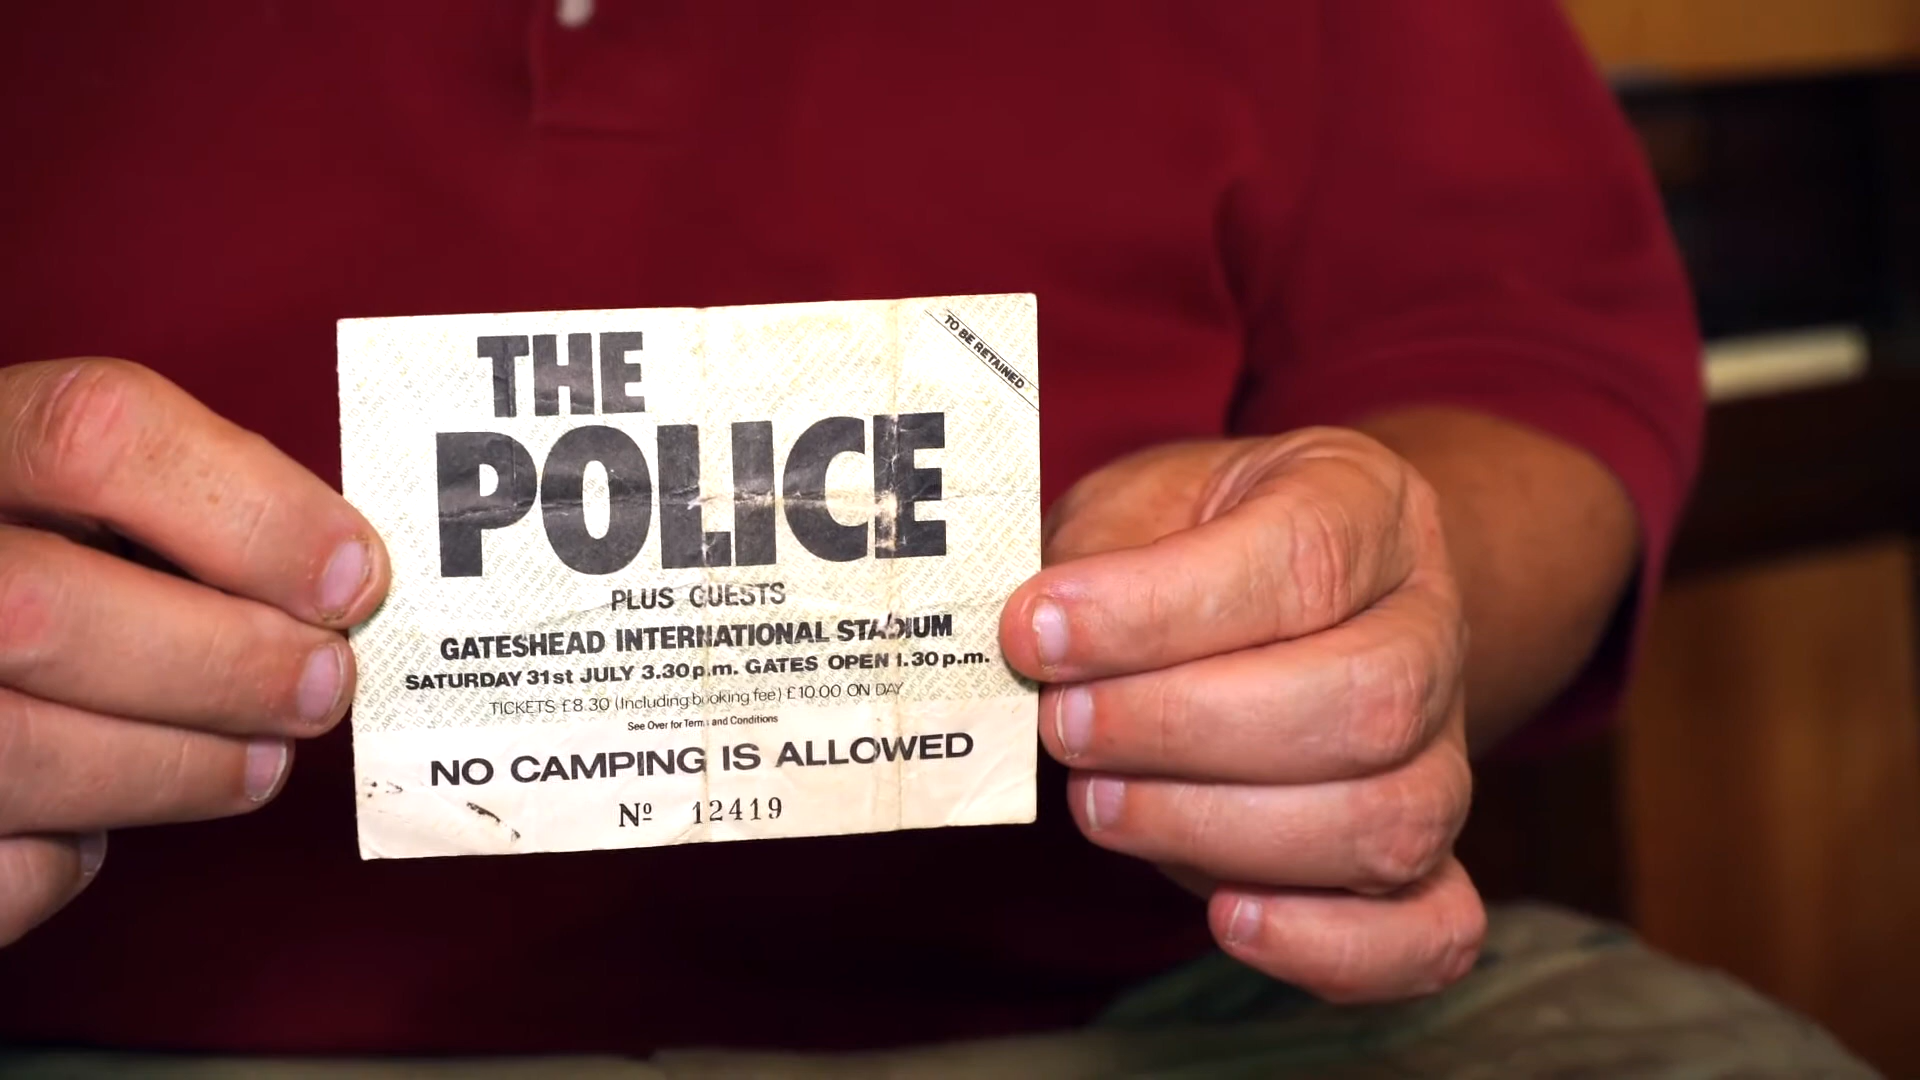 TO BE RETAINED
THE
POLICE
PLUS GUESTS
GATESHEAD INTERNATIONAL STADIUM
SATURDAY 31st JULY 3.30p.m. GATES OPEN 1.30p.m.
TICKETS £8.30 (Including booking fee) £10.00 ON DAY
See Over for Terms and Conditions
NO CAMPING IS ALLOWED
Nº 12419